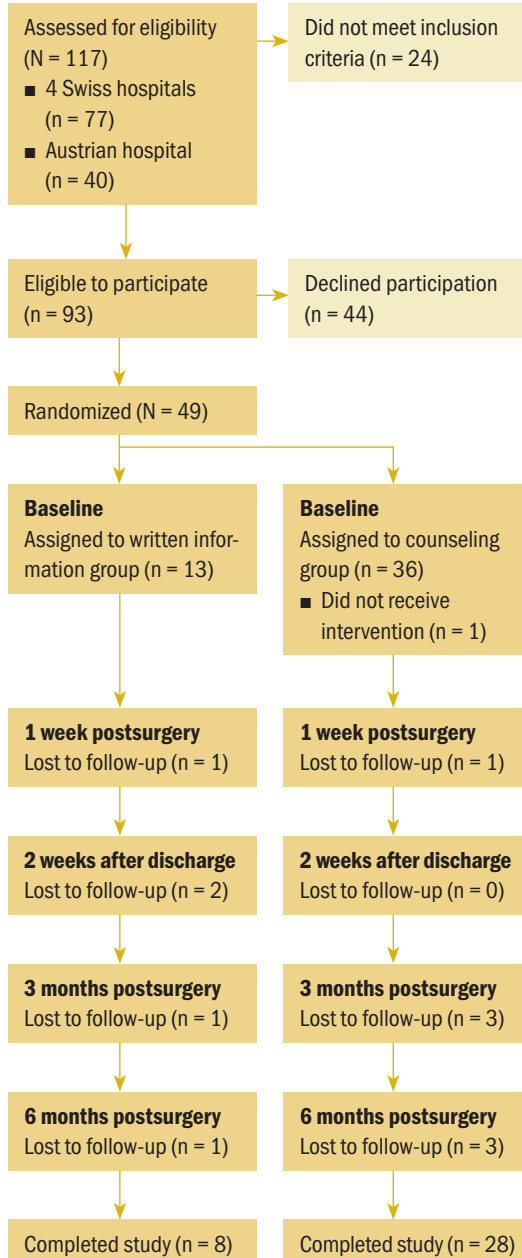 Assessed for eligibility
(N = 117)
■ 4 Swiss hospitals
(n = 77)
■ Austrian hospital
(n = 40)
Did not meet inclusion
criteria (n = 24)
Eligible to participate
(n = 93)
Declined participation
(n = 44)
Randomized (N = 49)
Baseline
Assigned to written infor-
mation group (n = 13)
Baseline
Assigned to counseling
group (n = 36)
■ Did not receive
intervention (n = 1)
1 week postsurgery
Lost to follow-up (n = 1)
1 week postsurgery
Lost to follow-up (n = 1)
2 weeks after discharge
Lost to follow-up (n = 2)
2 weeks after discharge
Lost to follow-up (n = 0)
3 months postsurgery
Lost to follow-up (n = 1)
3 months postsurgery
Lost to follow-up (n = 3)
6 months postsurgery
Lost to follow-up (n = 1)
6 months postsurgery
Lost to follow-up (n = 3)
Completed study (n = 8)
Completed study (n = 28)